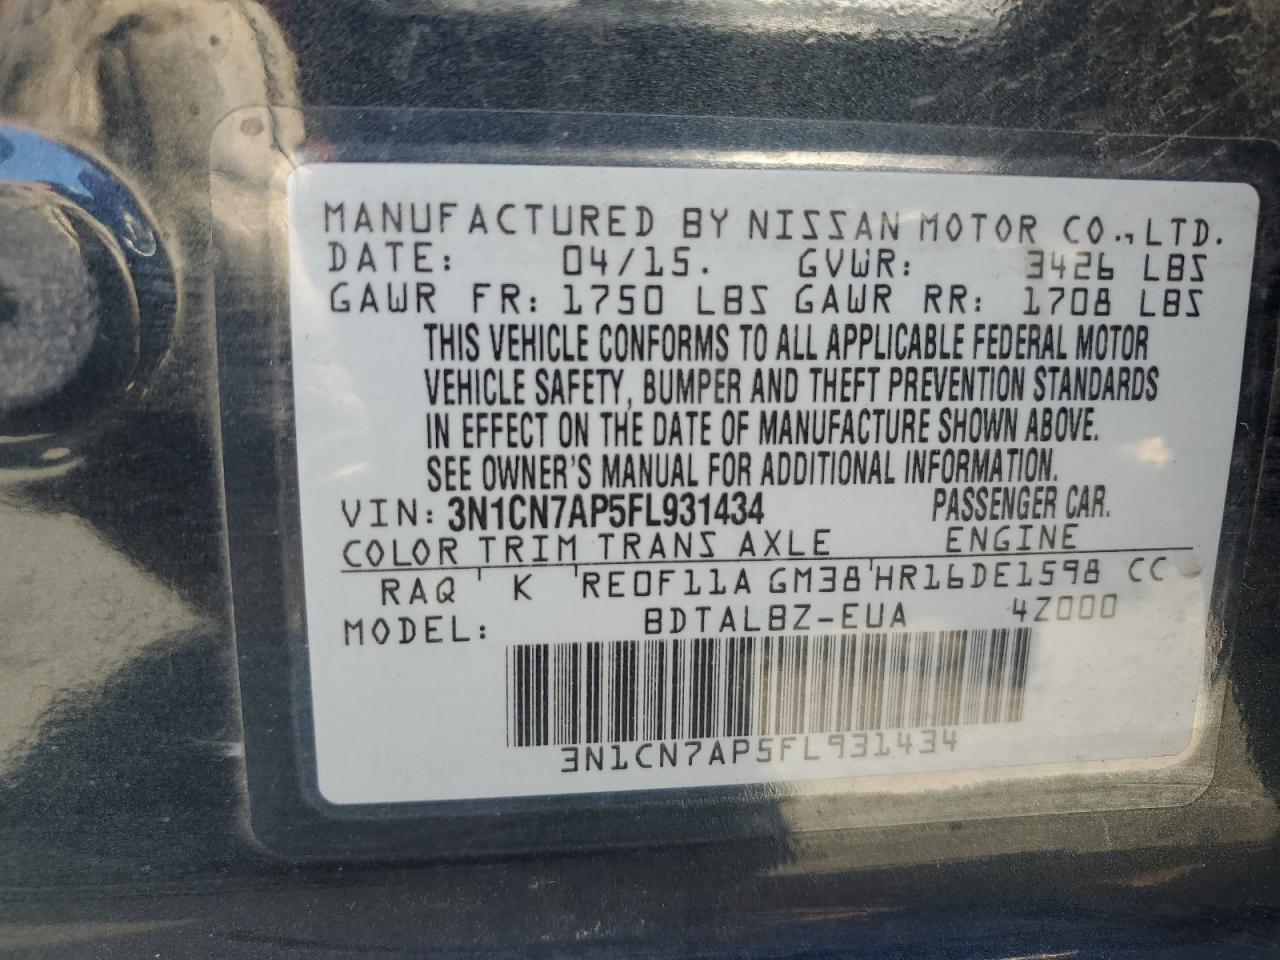 MANUFACTURED BY NISSAN MOTOR CO.,LTD.
DATE: 04/15. GVWR: 3426 LBS
GAWR FR: 1750 LBS GAWR RR: 1708 LBS
THIS VEHICLE CONFORMS TO ALL APPLICABLE FEDERAL MOTOR
VEHICLE SAFETY, BUMPER AND THEFT PREVENTION STANDARDS
IN EFFECT ON THE DATE OF MANUFACTURE SHOWN ABOVE.
SEE OWNER'S MANUAL FOR ADDITIONAL INFORMATION.
VIN: 3N1CN7AP5FL931434 PASSENGER CAR.
COLOR TRIM TRANS AXLE ENGINE
RAQ K RE0F11A GM38 HR16DE1598 CC
MODEL: BDTALBZ-EUA 4Z000
3N1CN7AP5FL931434